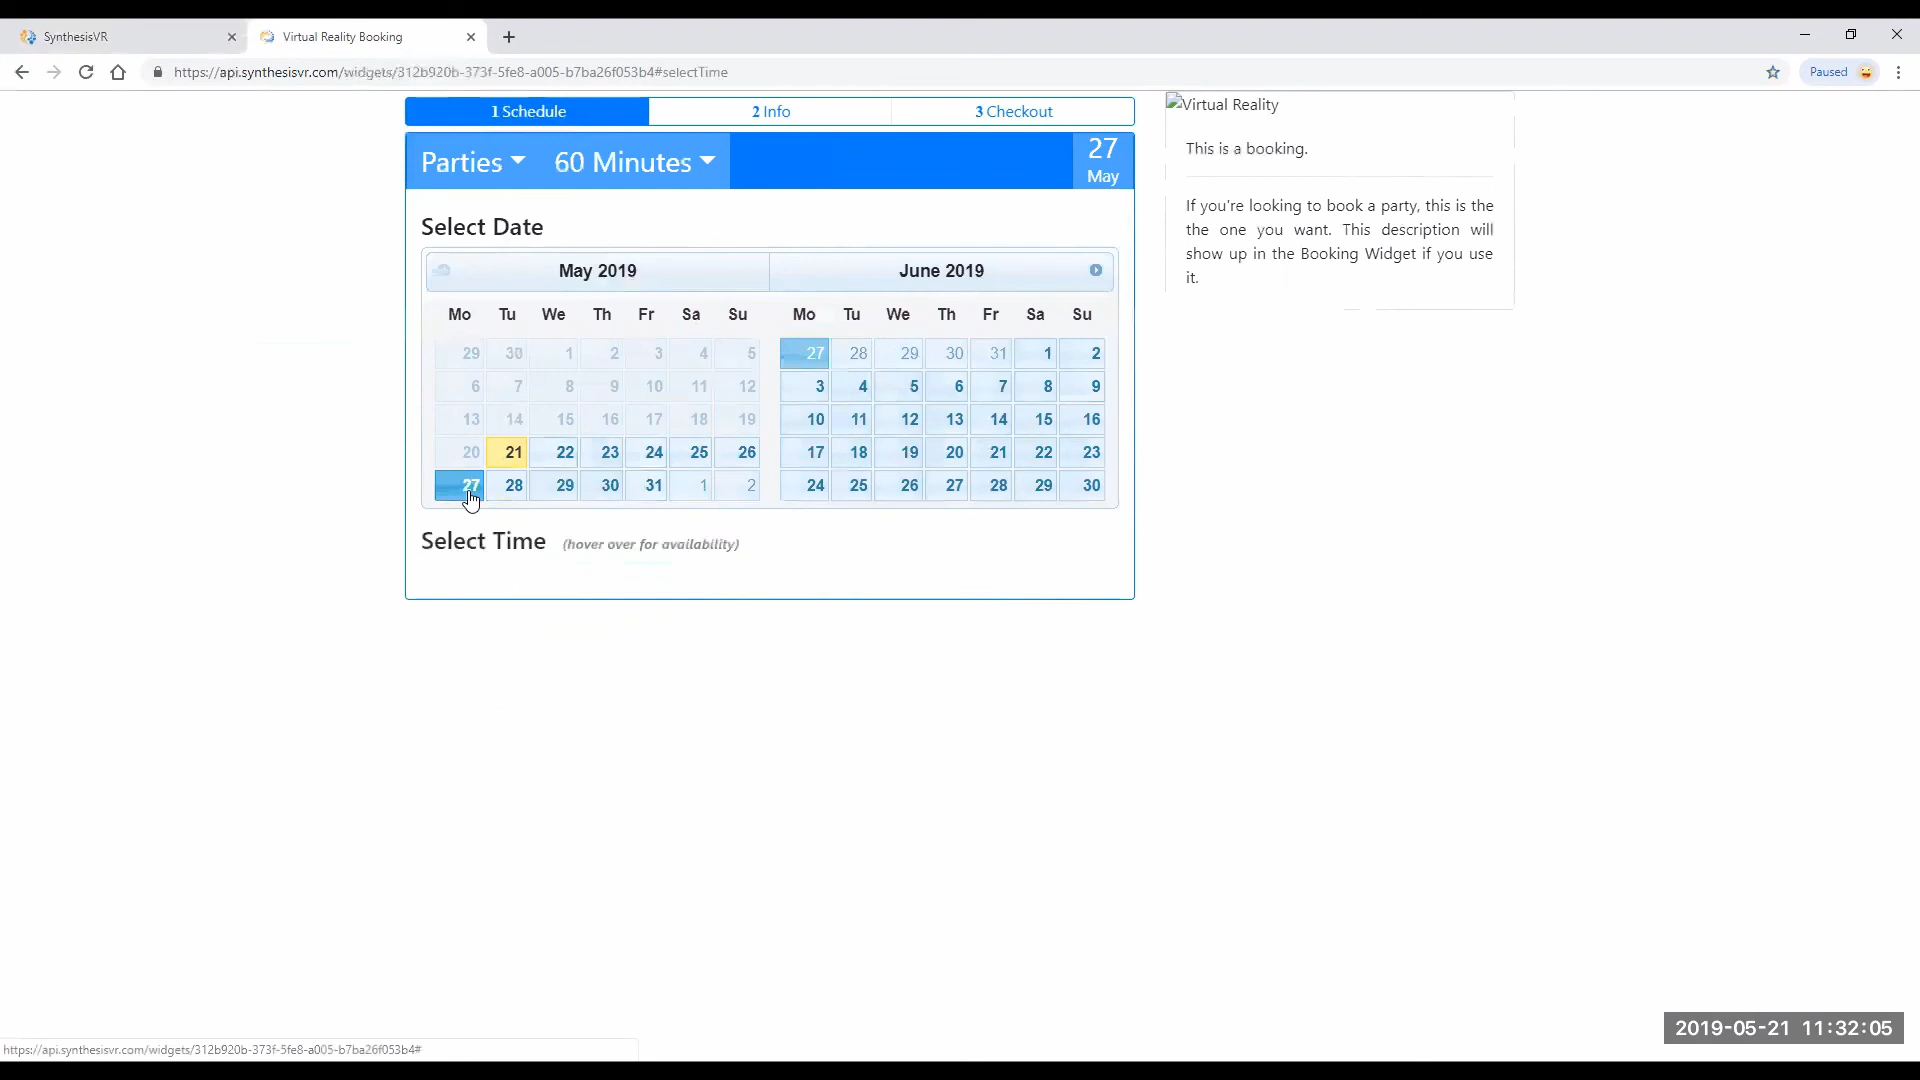 SynthesisVR
Virtual Reality Booking
https://api.synthesisvr.com/widgets/312b920b-373f-5fe8-a005-b7ba26f053b4#selectTime
Paused
1 Schedule
2 Info
3 Checkout
Parties
60 Minutes
27
May
Virtual Reality
This is a booking.
If you're looking to book a party, this is the
the one you want. This description will
show up in the Booking Widget if you use
it.
Select Date
May 2019
June 2019
Mo Tu We Th Fr Sa Su
Mo Tu We Th Fr Sa Su
29 30 1 2 3 4 5
27 28 29 30 31 1 2
6 7 8 9 10 11 12
3 4 5 6 7 8 9
13 14 15 16 17 18 19
10 11 12 13 14 15 16
20 21 22 23 24 25 26
17 18 19 20 21 22 23
27 28 29 30 31 1 2
24 25 26 27 28 29 30
Select Time (hover over for availability)
2019-05-21 11:32:05
https://api.synthesisvr.com/widgets/312b920b-373f-5fe8-a005-b7ba26f053b4#